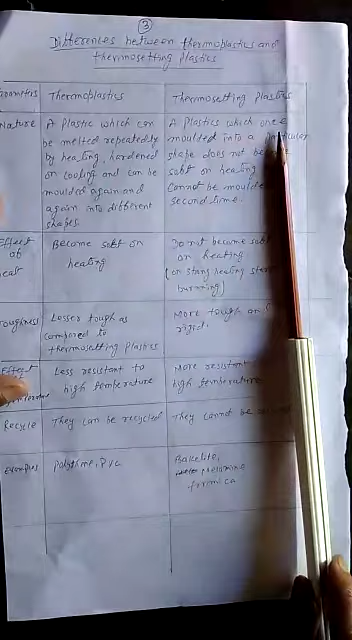 3
Differences between thermoplastics and
thermosetting Plastics
Thermoplastics
Thermosetting Plastics
Nature
A Plastic which can
be melted repeatedly
by heating, hardened
on cooling and can be
moulded again and
again into different
shapes
A Plastics which once
moulted into a
shape does not be
soft on heating
Cannot be moulde
second time.
Effect
of
heat
Become soft on
heating
Do not become soft
on heating
(on strong heating
burning)
toughness
Lesser tough as
compared to
thermosetting Plastics
More tough
rigid.
Effect
Less resistant to
high temperature
More resistant
high temperature
Recycle
They can be recycled
They cannot be
Examples
Polythene, PVC
Bakelite,
melamine
formica